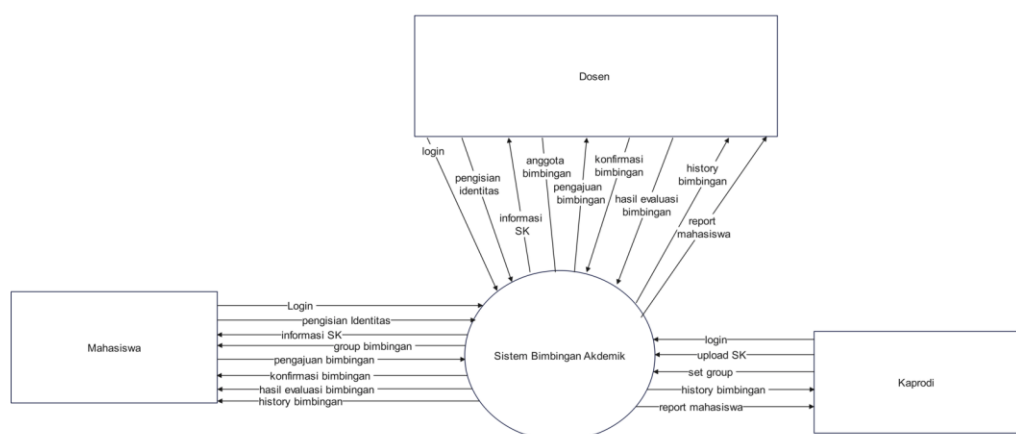 Dosen
login
pengisian
identitas
informasi
SK
anggota
bimbingan
pengajuan
bimbingan
konfirmasi
bimbingan
hasil evaluasi
bimbingan
history
bimbingan
report
mahasiswa
Mahasiswa
Login
pengisian Identitas
informasi SK
group bimbingan
pengajuan bimbingan
konfirmasi bimbingan
hasil evaluasi bimbingan
history bimbingan
Sistem Bimbingan Akdemik
login
upload SK
set group
history bimbingan
report mahasiswa
Kaprodi